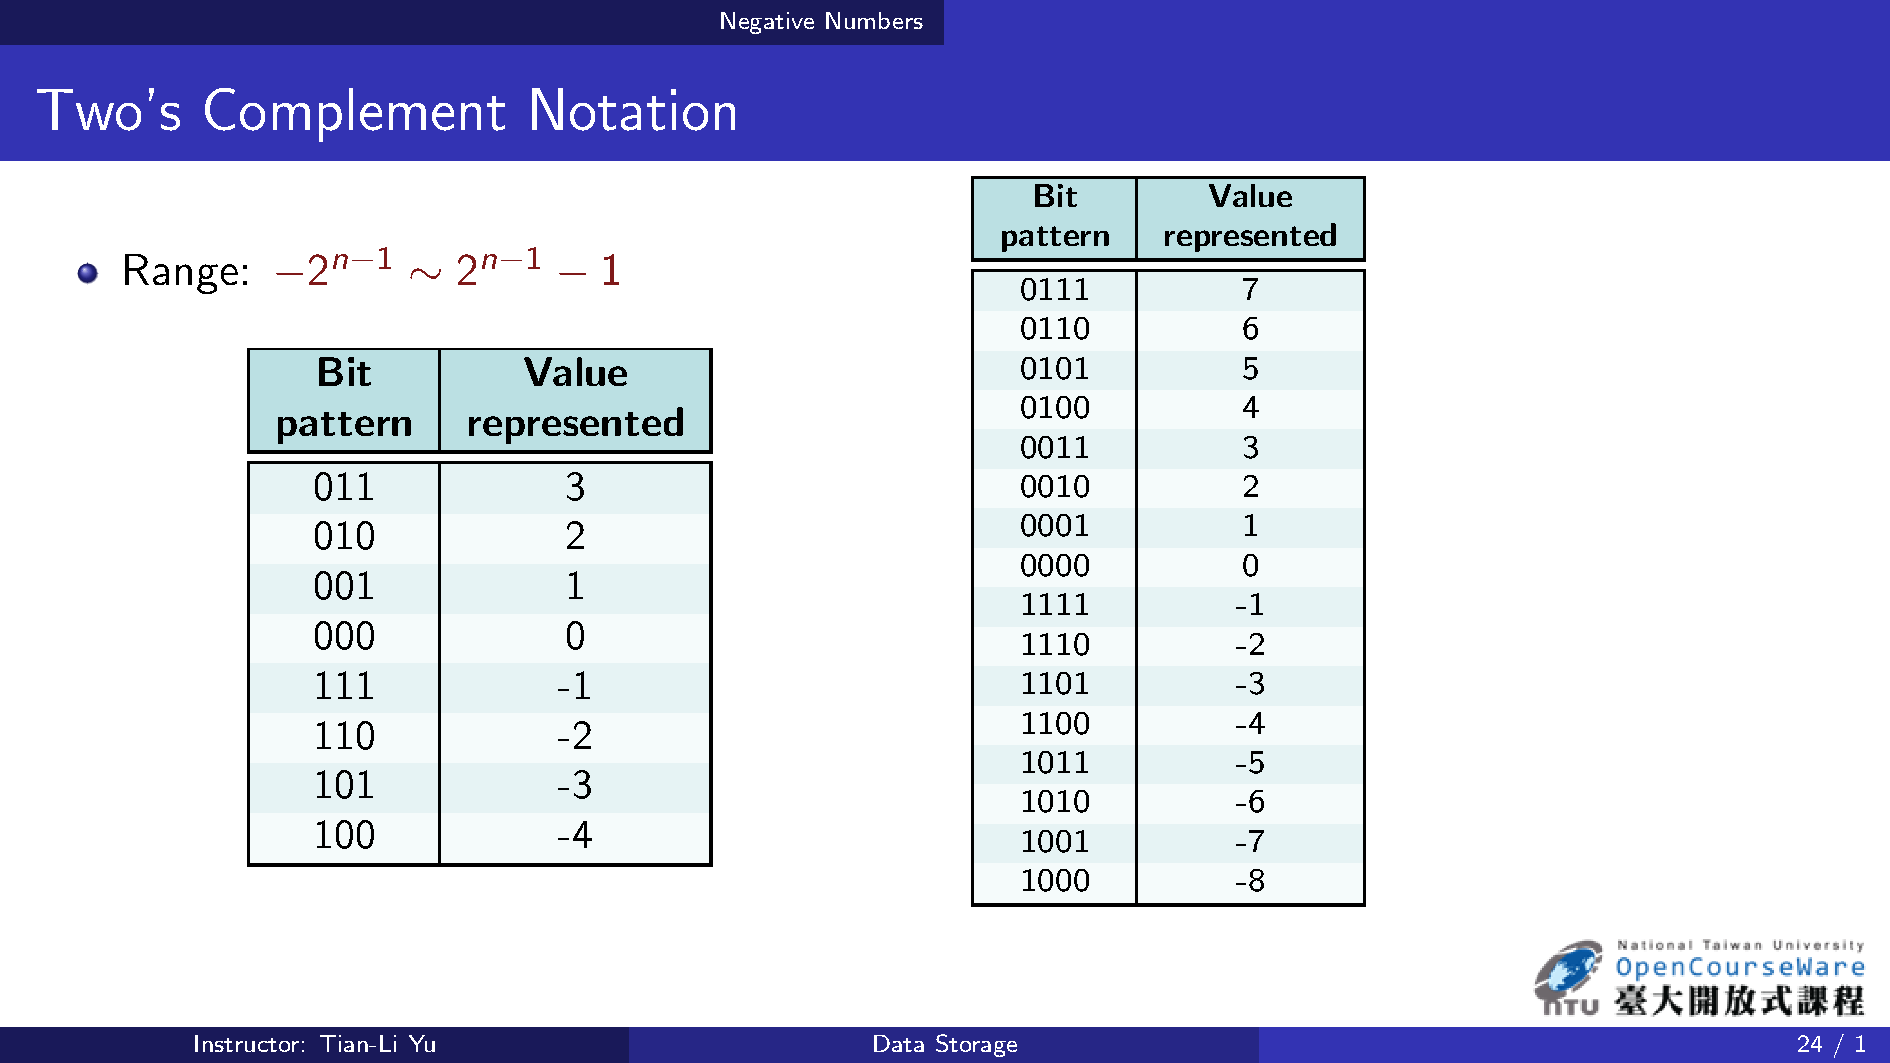 Negative Numbers
Two's Complement Notation
Range: −2ⁿ⁻¹ ∼ 2ⁿ⁻¹ − 1
Bit Value
pattern represented
011 3
010 2
001 1
000 0
111 -1
110 -2
101 -3
100 -4
Bit Value
pattern represented
0111 7
0110 6
0101 5
0100 4
0011 3
0010 2
0001 1
0000 0
1111 -1
1110 -2
1101 -3
1100 -4
1011 -5
1010 -6
1001 -7
1000 -8
National Taiwan University
OpenCourseWare
NTU 臺大開放式課程
Instructor: Tian-Li Yu Data Storage 24 / 1